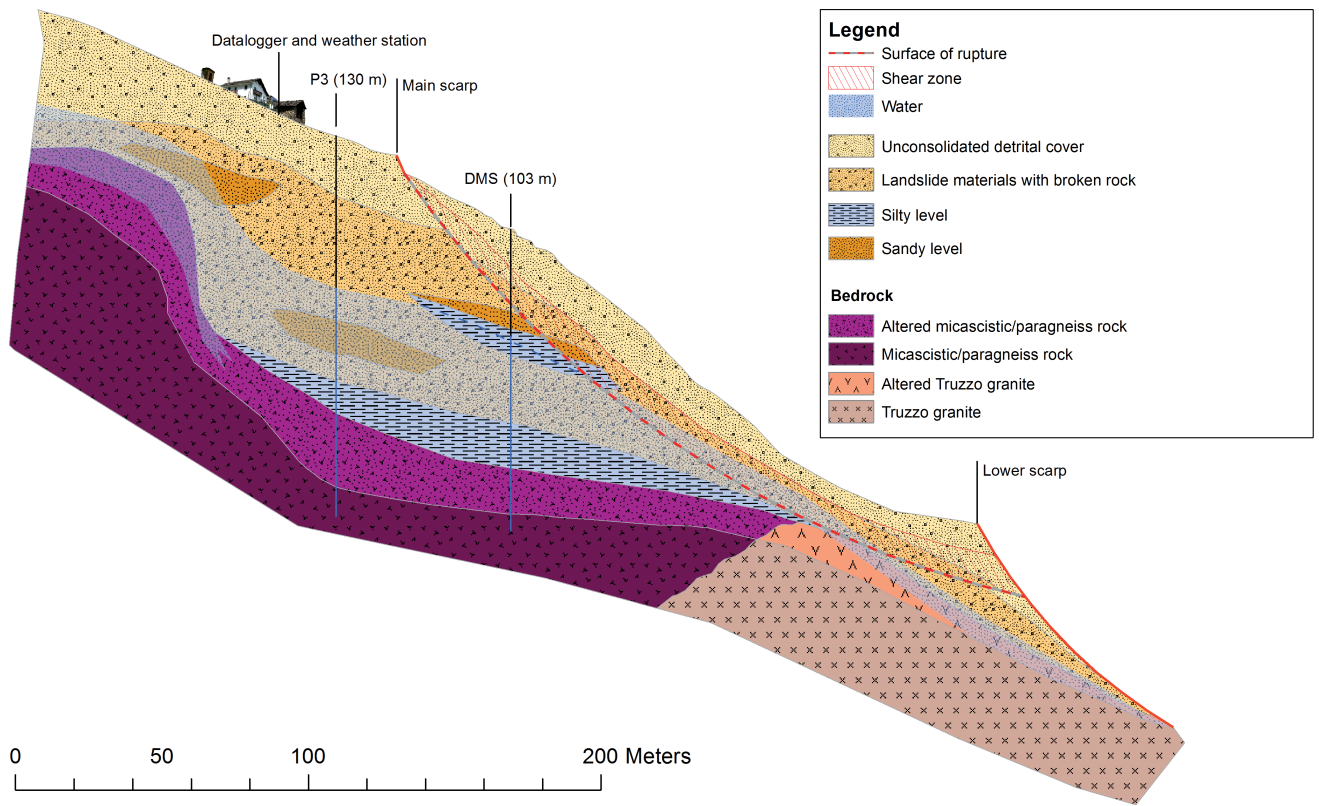 Datalogger and weather station
P3 (130 m)
Main scarp
DMS (103 m)
Lower scarp
Legend
Surface of rupture
Shear zone
Water
Unconsolidated detrital cover
Landslide materials with broken rock
Silty level
Sandy level
Bedrock
Altered micascistic/paragneiss rock
Micascistic/paragneiss rock
Altered Truzzo granite
Truzzo granite
0 50 100 200 Meters